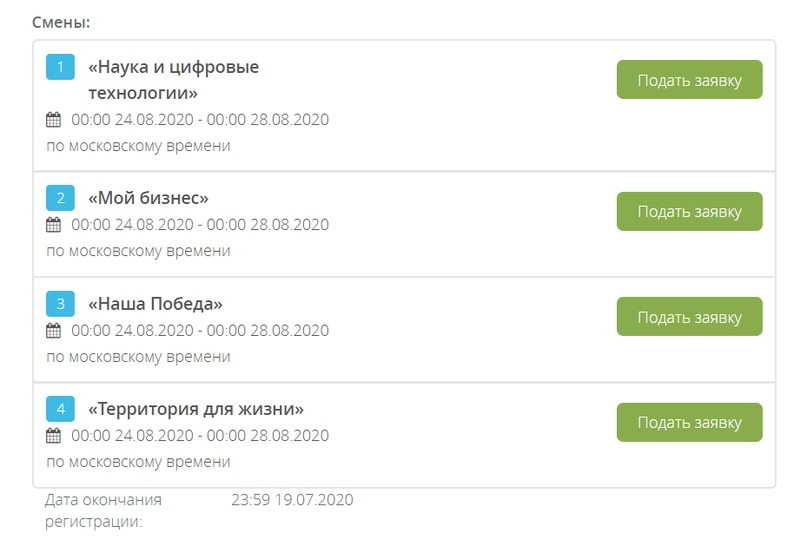 Смены:
1 «Наука и цифровые
технологии»
Подать заявку
00:00 24.08.2020 - 00:00 28.08.2020
по московскому времени
2 «Мой бизнес»
Подать заявку
00:00 24.08.2020 - 00:00 28.08.2020
по московскому времени
3 «Наша Победа»
Подать заявку
00:00 24.08.2020 - 00:00 28.08.2020
по московскому времени
4 «Территория для жизни»
Подать заявку
00:00 24.08.2020 - 00:00 28.08.2020
по московскому времени
Дата окончания 23:59 19.07.2020
регистрации: